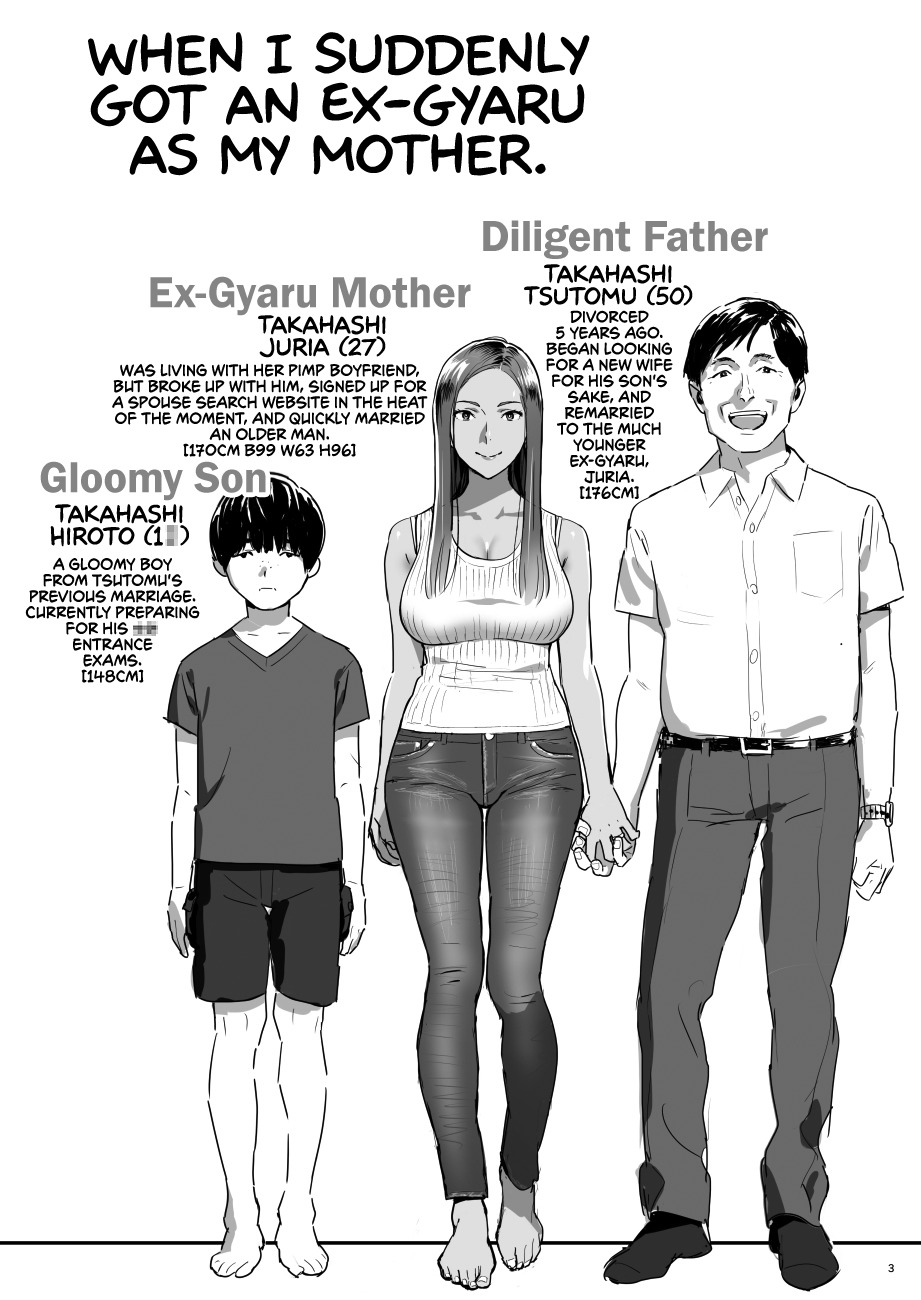 WHEN I SUDDENLY
GOT AN EX-GYARU
AS MY MOTHER.
Diligent Father
TAKAHASHI
TSUTOMU (50)
DIVORCED
5 YEARS AGO.
BEGAN LOOKING
FOR A NEW WIFE
FOR HIS SON'S
SAKE, AND
REMARRIED
TO THE MUCH
YOUNGER
EX-GYARU,
JURIA.
[176CM]
Ex-Gyaru Mother
TAKAHASHI
JURIA (27)
WAS LIVING WITH HER PIMP BOYFRIEND,
BUT BROKE UP WITH HIM, SIGNED UP FOR
A SPOUSE SEARCH WEBSITE IN THE HEAT
OF THE MOMENT, AND QUICKLY MARRIED
AN OLDER MAN.
[170CM B99 W63 H96]
Gloomy Son
TAKAHASHI
HIROTO (1)
A GLOOMY BOY
FROM TSUTOMU'S
PREVIOUS MARRIAGE.
CURRENTLY PREPARING
FOR HIS
ENTRANCE
EXAMS.
[148CM]
3